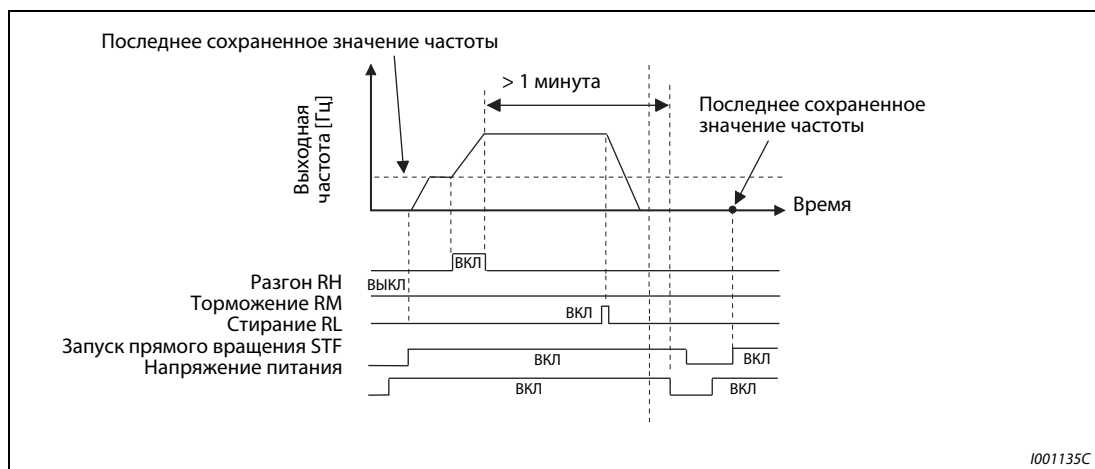 Последнее сохраненное значение частоты
> 1 минута
Последнее сохраненное
значение частоты
Выходная
частота [Гц]
Время
ВКЛ
Разгон RH
ВЫКЛ
Торможение RM
ВКЛ
Стирание RL
Запуск прямого вращения STF
ВКЛ
ВКЛ
Напряжение питания
ВКЛ
ВКЛ
I001135C